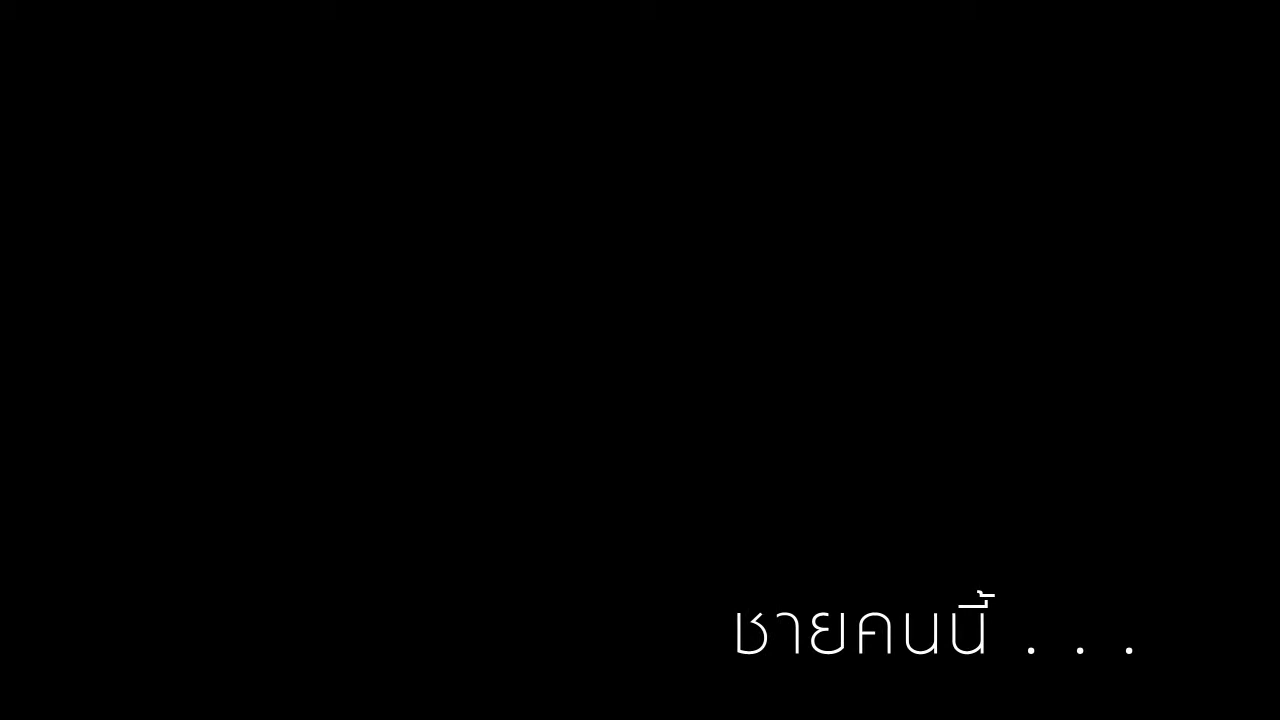 ชายคนนี้ . . .